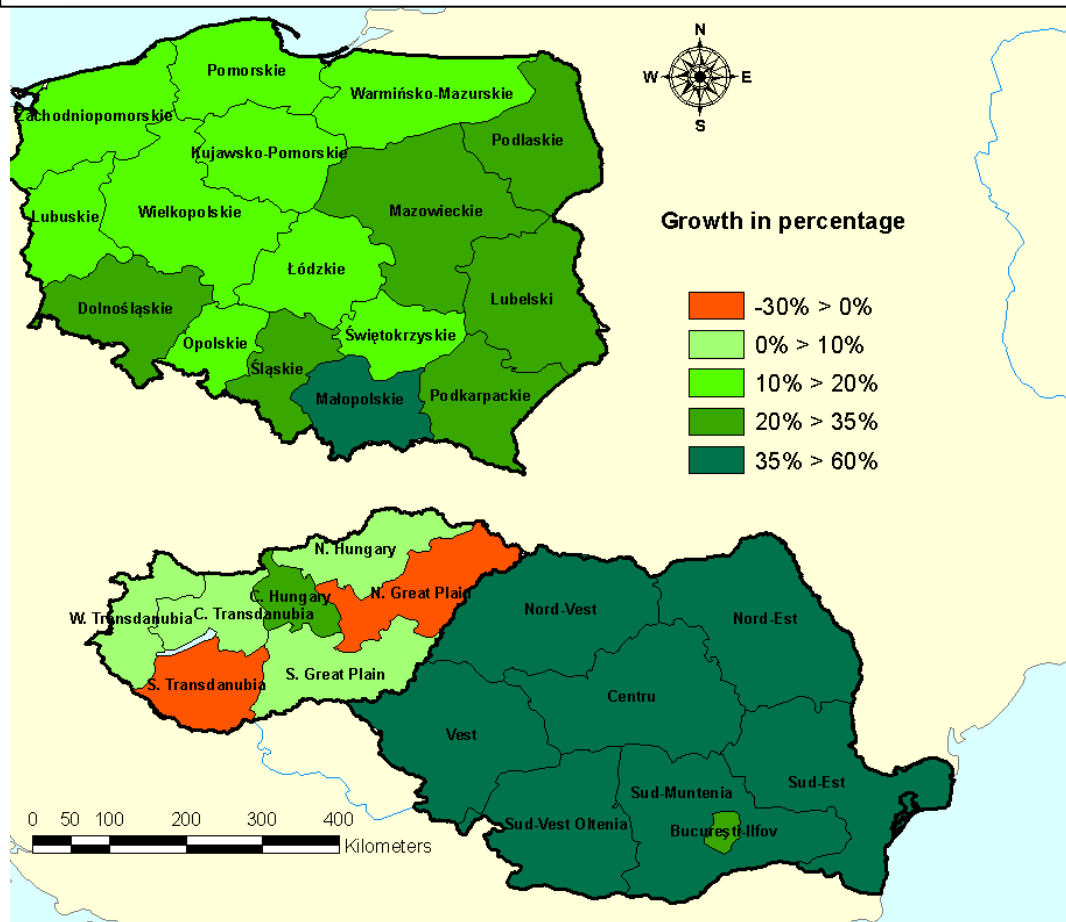 N
W E
S
Pomorskie
Warmińsko-Mazurskie
Zachodniopomorskie
Podlaskie
Kujawsko-Pomorskie
Lubuskie
Wielkopolskie
Mazowieckie
Growth in percentage
Łódzkie
Lubelski
Dolnośląskie
-30% > 0%
Świętokrzyskie
Opolskie
0% > 10%
Śląskie
10% > 20%
Małopolskie
Podkarpackie
20% > 35%
35% > 60%
N. Hungary
C. Hungary
N. Great Plain
W. Transdanubia
C. Transdanubia
Nord-Vest
Nord-Est
S. Great Plain
S. Transdanubia
Centru
Vest
Sud-Est
Sud-Muntenia
Sud-Vest Oltenia
Bucureşti-Ilfov
0 50 100 200 300 400
Kilometers